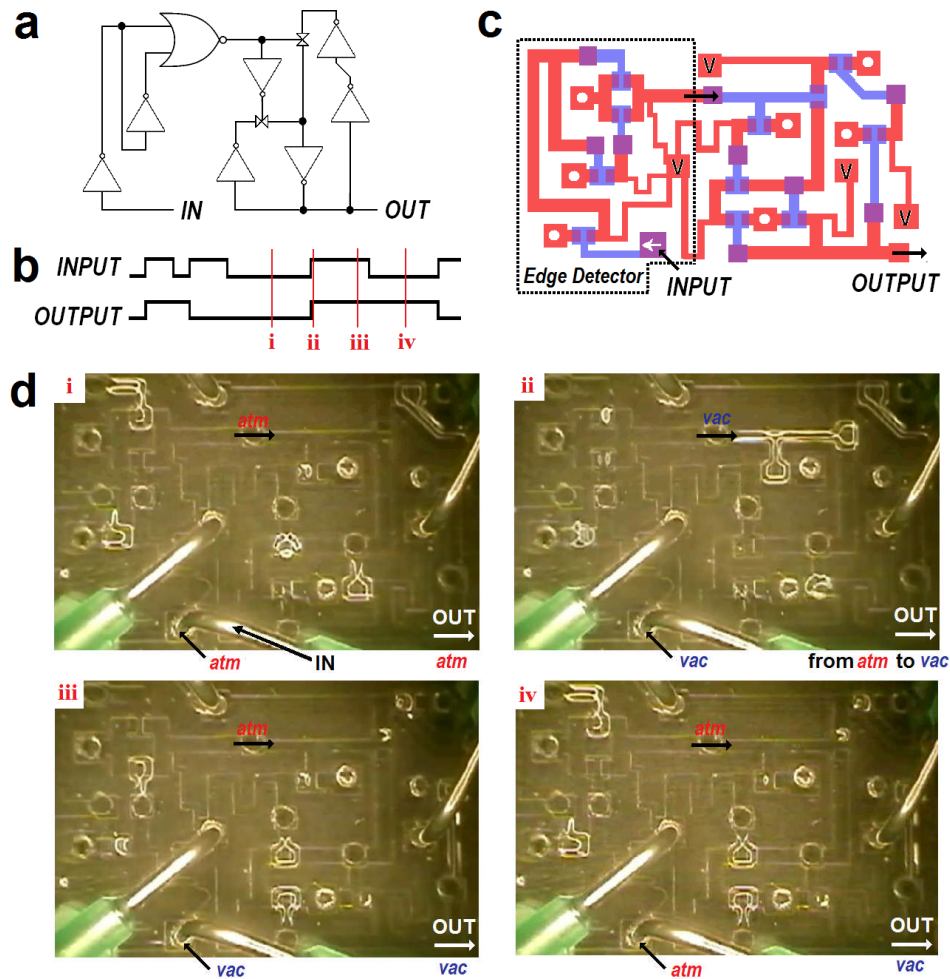 a
IN
OUT
b
INPUT
OUTPUT
i
ii
iii
iv
c
V
V
V
V
Edge Detector
INPUT
OUTPUT
d
i
atm
OUT
atm
IN
atm
ii
vac
OUT
vac
from atm to vac
iii
atm
OUT
vac
vac
iv
atm
OUT
atm
vac